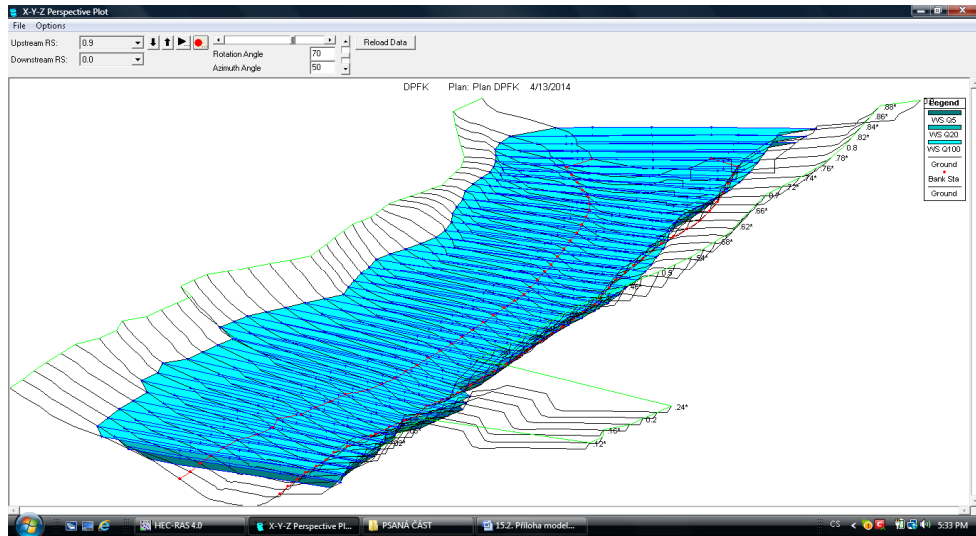 X-Y-Z Perspective Plot
File Options
Upstream RS: 0.9
Downstream RS: 0.0
Rotation Angle 70
Azimuth Angle 50
Reload Data
DPFK Plan: Plan DPFK 4/13/2014
Legend
WS Q5
WS Q20
WS Q100
Ground
Bank Sta
Ground
.88*
.86*
.84*
.82*
0.8
.78*
.76*
.74*
.72*
0.7
.66*
.62*
.58*
.54*
0.5
.24*
0.2
.16*
.12*
HEC-RAS 4.0
X-Y-Z Perspective Pl...
PSANÁ ČÁST
15.2. Příloha model...
CS
5:33 PM